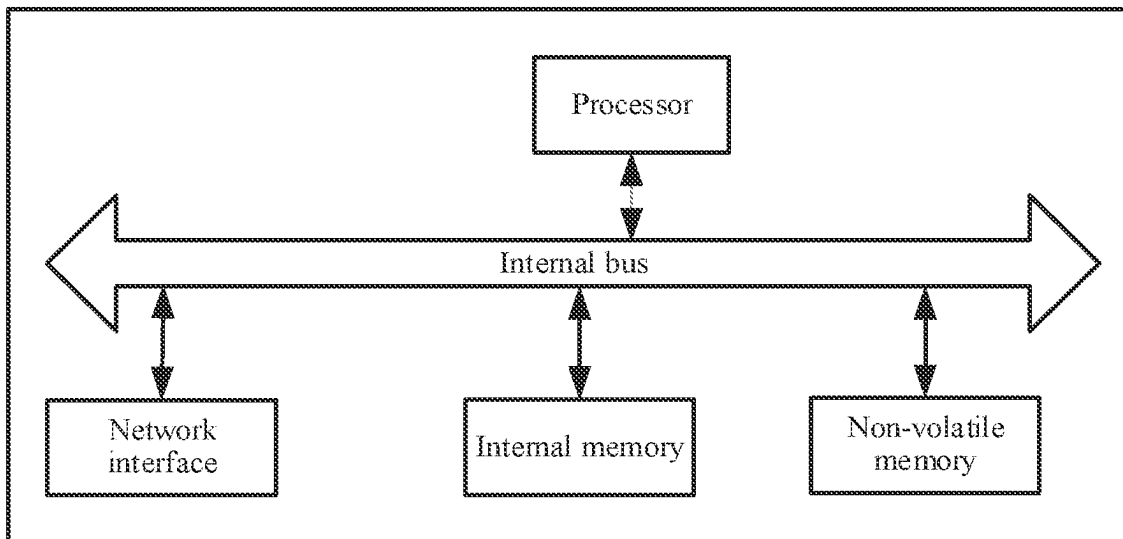 Processor
Internal bus
Network
interface
Internal memory
Non-volatile
memory